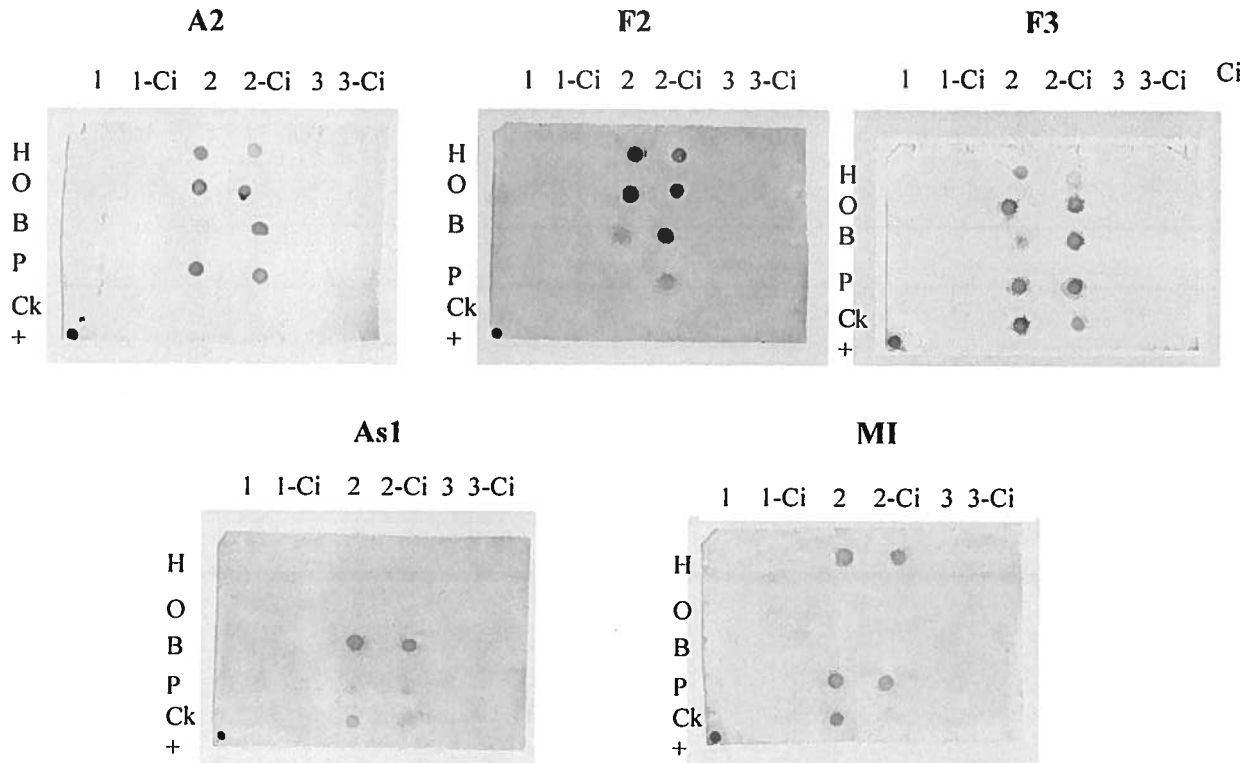 A2 F2 F3
1 1-Ci 2 2-Ci 3 3-Ci 1 1-Ci 2 2-Ci 3 3-Ci 1 1-Ci 2 2-Ci 3 3-Ci Ci
H H H
O O O
B B B
P P P
Ck Ck Ck
+ + +
As1 MI
1 1-Ci 2 2-Ci 3 3-Ci 1 1-Ci 2 2-Ci 3 3-Ci
H H
O O
B B
P P
Ck Ck
+ +